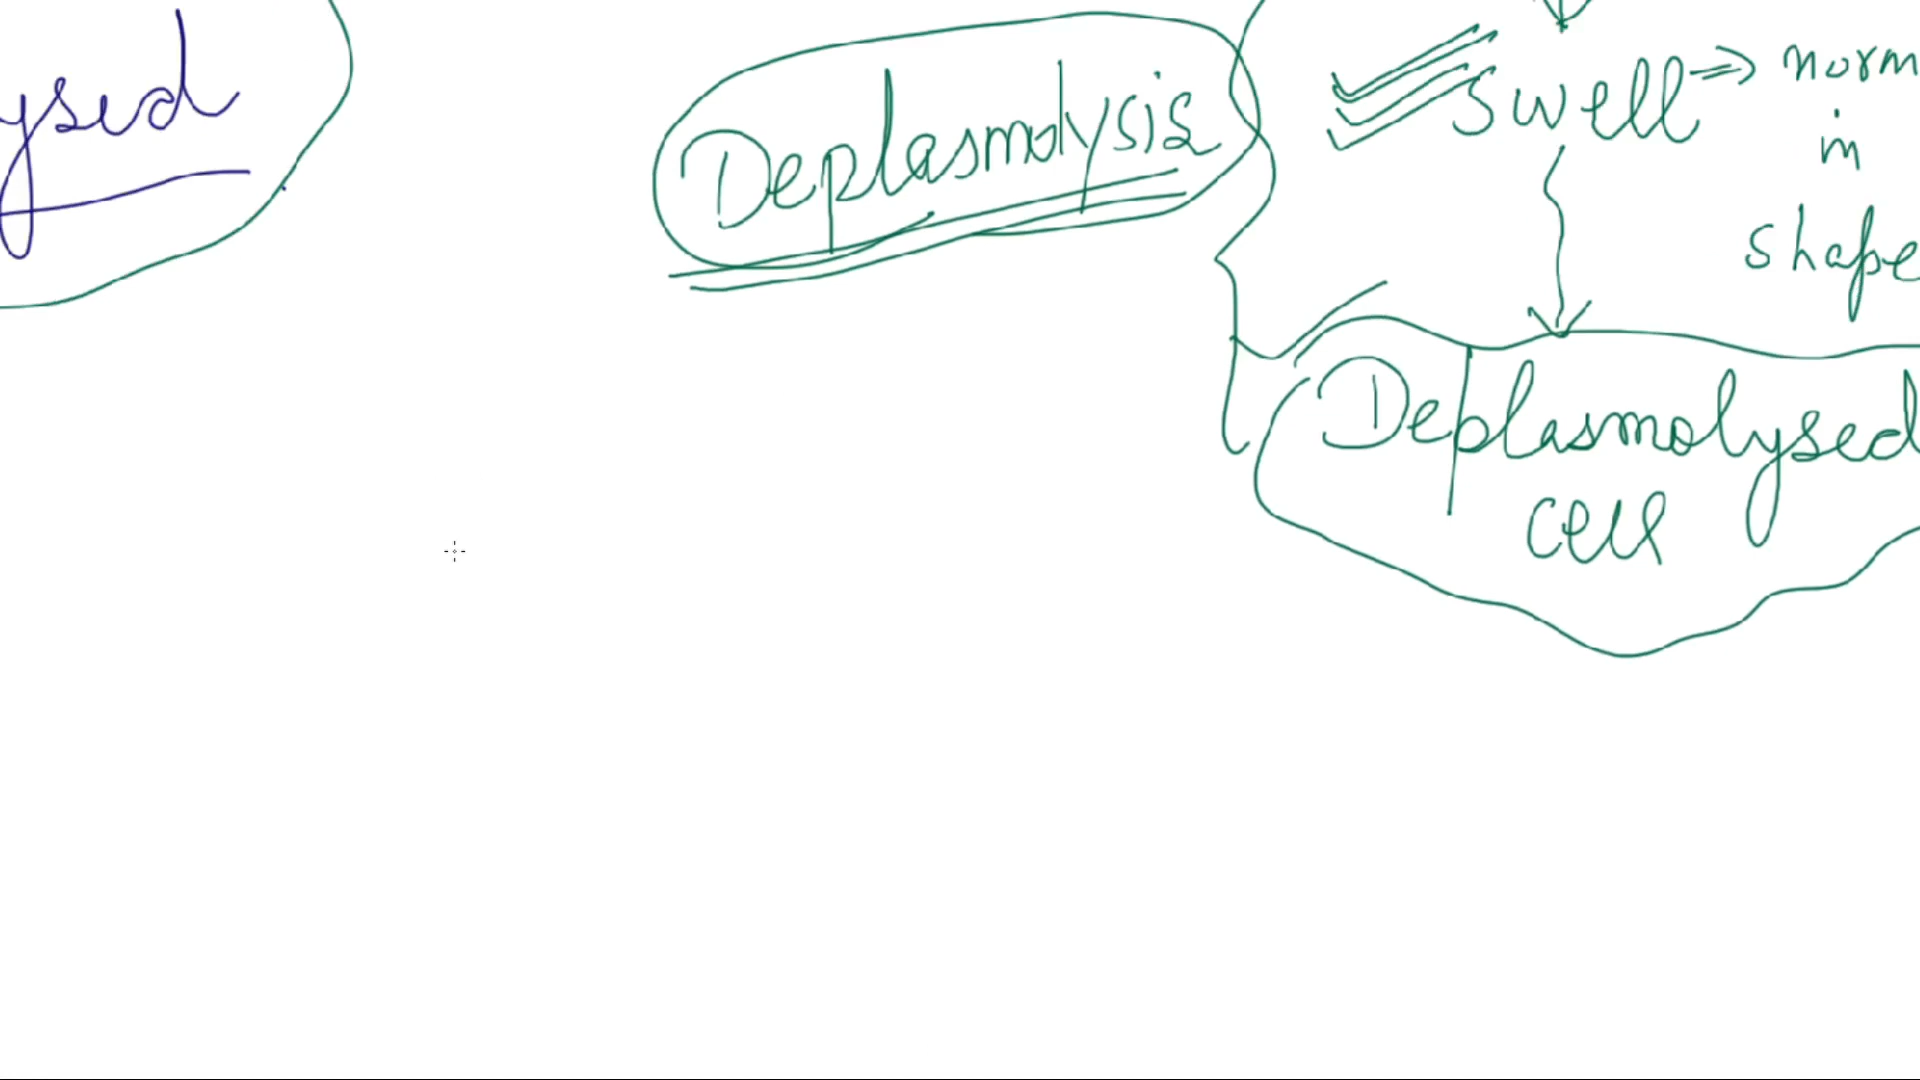 ysed
Deplasmolysis
Swell ⇒ norm
in
shape
Deplasmolysed
cell